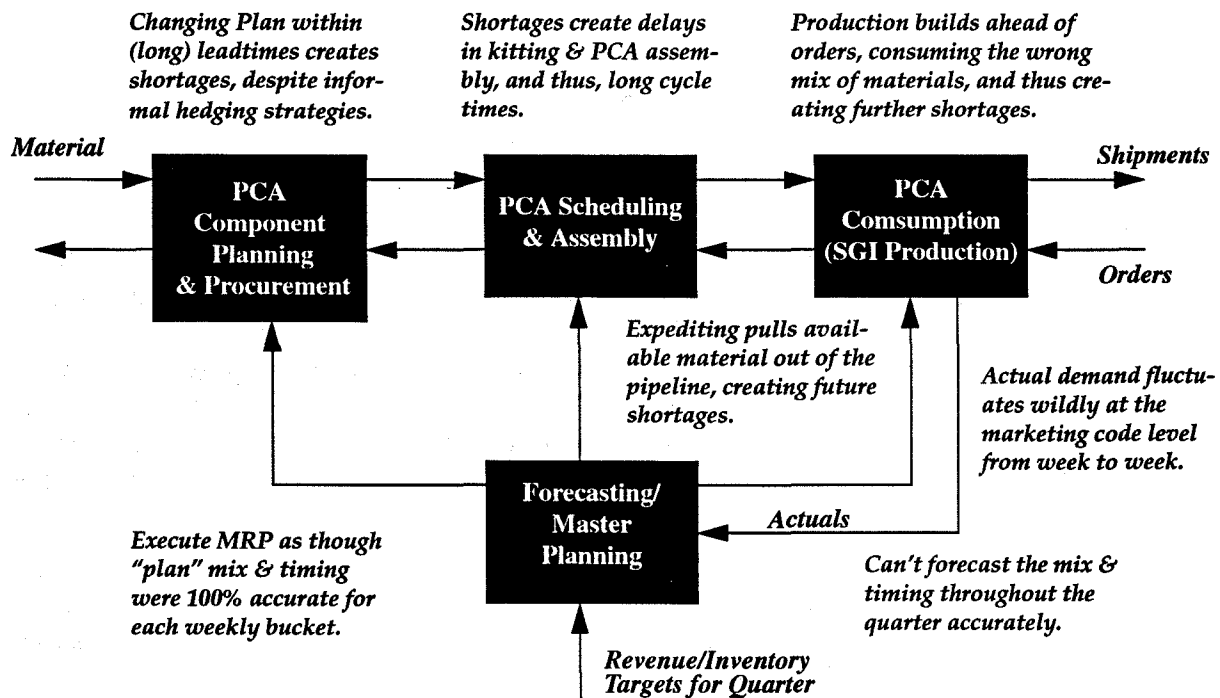 Changing Plan within
(long) leadtimes creates
shortages, despite infor-
mal hedging strategies.
Shortages create delays
in kitting & PCA assem-
bly, and thus, long cycle
times.
Production builds ahead of
orders, consuming the wrong
mix of materials, and thus cre-
ating further shortages.
Material
PCA
Component
Planning
& Procurement
PCA Scheduling
& Assembly
PCA
Comsumption
(SGI Production)
Shipments
Orders
Expediting pulls avail-
able material out of the
pipeline, creating future
shortages.
Actual demand fluctu-
ates wildly at the
marketing code level
from week to week.
Forecasting/
Master
Planning
Actuals
Execute MRP as though
“plan” mix & timing
were 100% accurate for
each weekly bucket.
Can't forecast the mix &
timing throughout the
quarter accurately.
Revenue/Inventory
Targets for Quarter